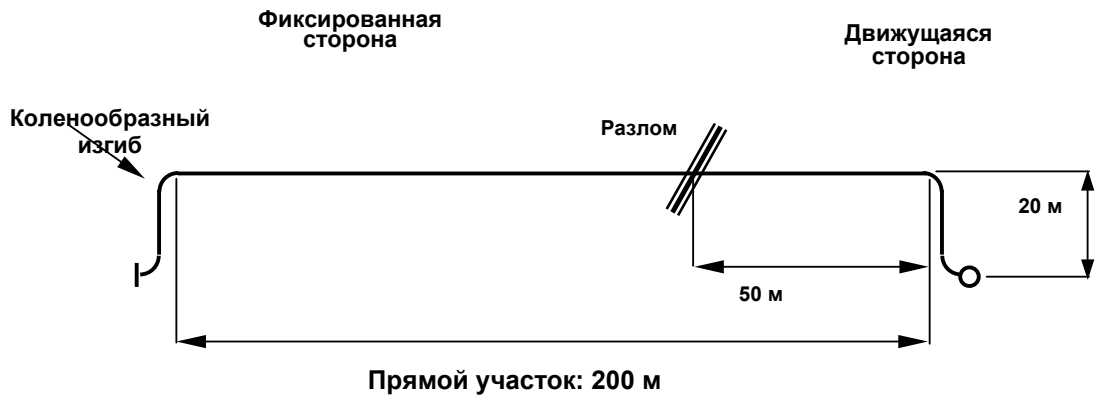 Фиксированная
сторона
Движущаяся
сторона
Коленообразный
изгиб
Разлом
20 м
50 м
Прямой участок: 200 м